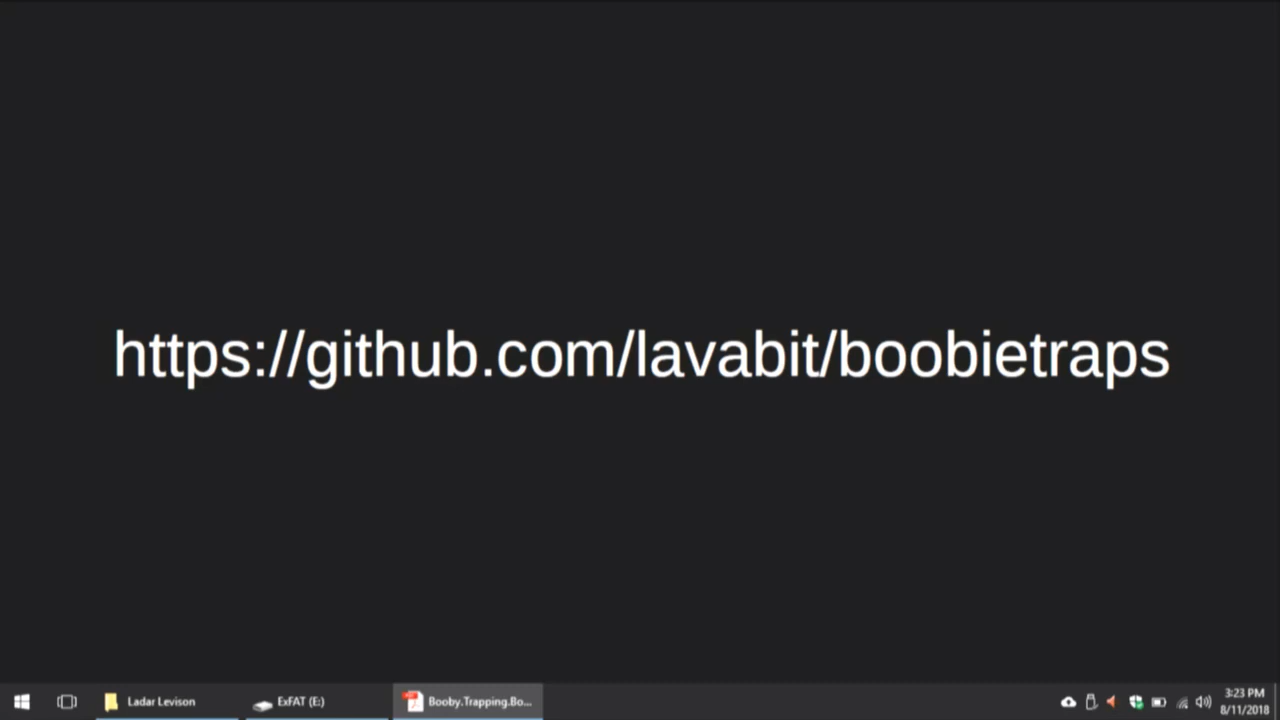 https://github.com/lavabit/boobietraps
Ladar Levison
ExFAT (E:)
Booby.Trapping.Bo...
3:23 PM
8/11/2018